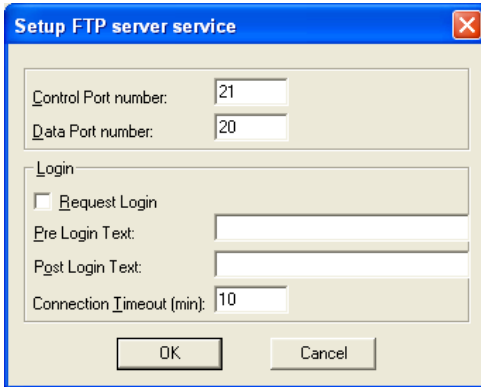 Setup FTP server service
Control Port number: 21
Data Port number: 20
Login
Request Login
Pre Login Text:
Post Login Text:
Connection Timeout (min): 10
OK Cancel